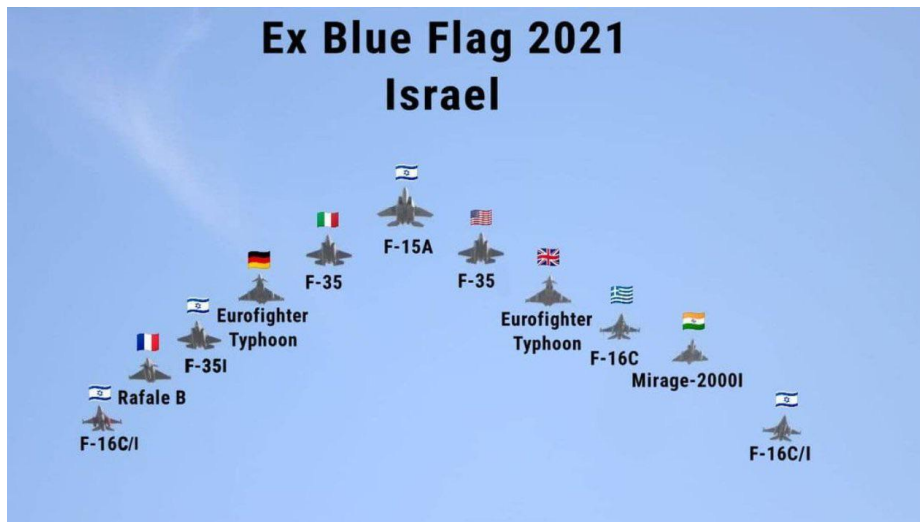 Ex Blue Flag 2021
Israel
F-15A
F-35
F-35
Eurofighter
Typhoon
Eurofighter
Typhoon
F-35I
F-16C
Rafale B
Mirage-2000I
F-16C/I
F-16C/I